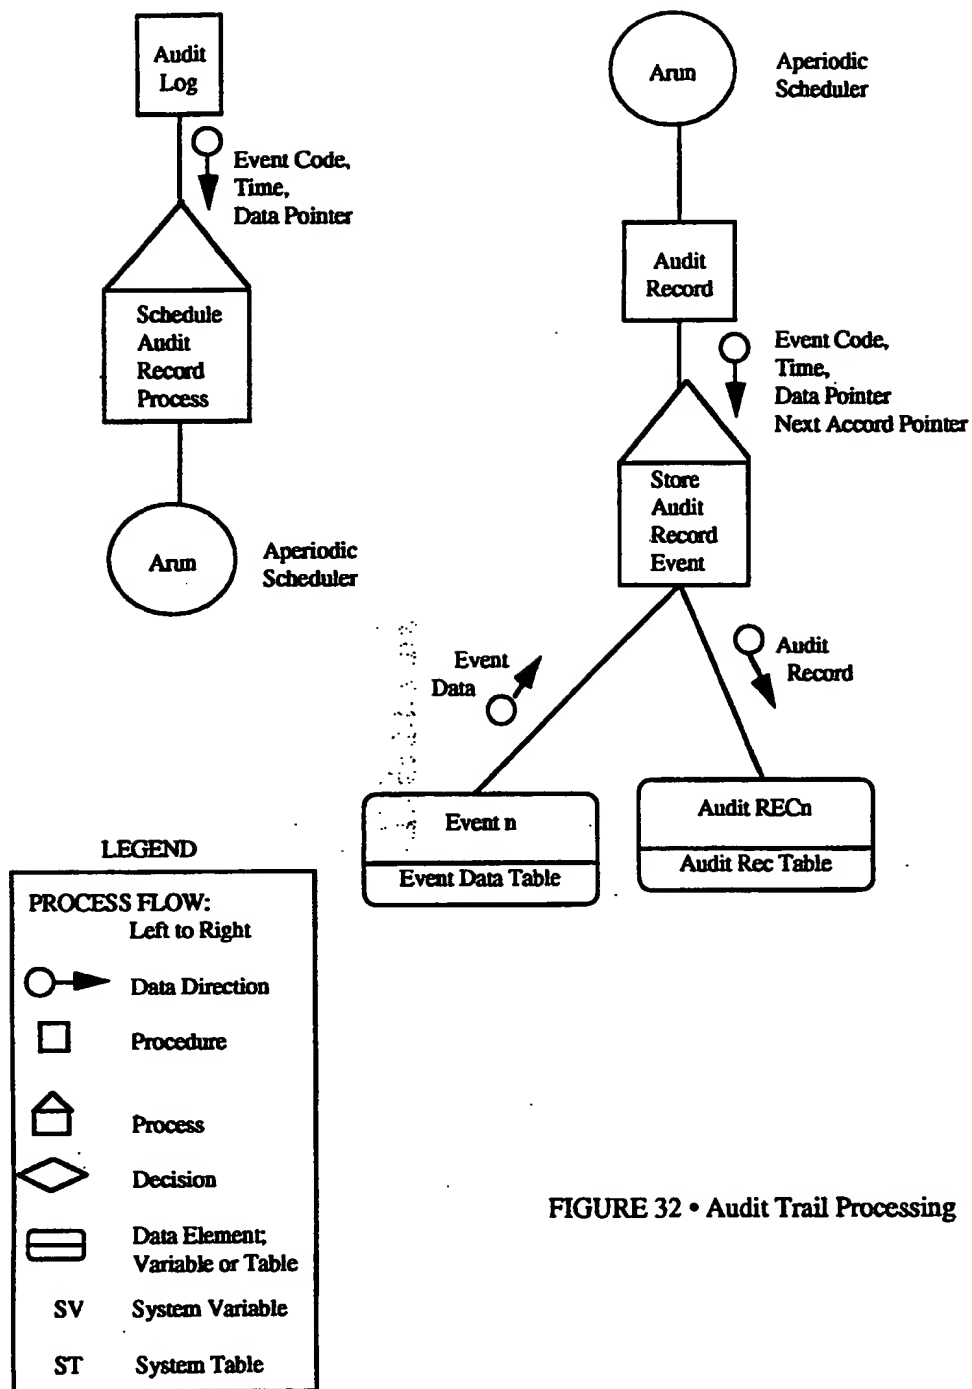 Audit
Log
Event Code,
Time,
Data Pointer
Schedule
Audit
Record
Process
Arun
Aperiodic
Scheduler
Arun
Aperiodic
Scheduler
Audit
Record
Event Code,
Time,
Data Pointer
Next Accord Pointer
Store
Audit
Record
Event
Event
Data
Audit
Record
Event n
Event Data Table
Audit RECn
Audit Rec Table
LEGEND
PROCESS FLOW:
Left to Right
Data Direction
Procedure
Process
Decision
Data Element;
Variable or Table
SV System Variable
ST System Table
FIGURE 32 • Audit Trail Processing